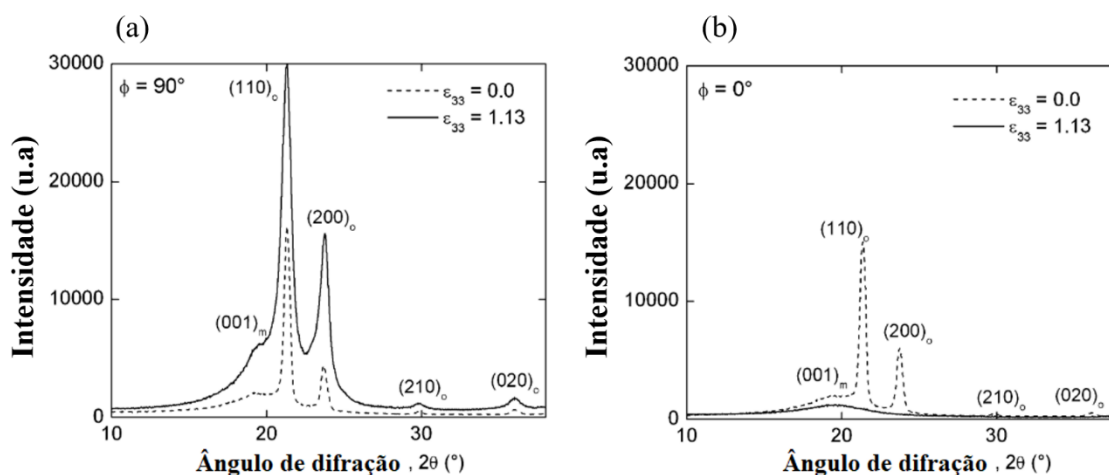 (a)
30000
ϕ = 90°
(110)o
ε33 = 0.0
ε33 = 1.13
20000
(200)o
10000
(001)m
(210)o
(020)o
0
10
20
30
Intensidade (u.a)
Ângulo de difração , 2θ (°)
(b)
30000
ϕ = 0°
ε33 = 0.0
ε33 = 1.13
20000
(110)o
10000
(200)o
(001)m
(210)o
(020)o
0
10
20
30
Intensidade (u.a)
Ângulo de difração , 2θ (°)